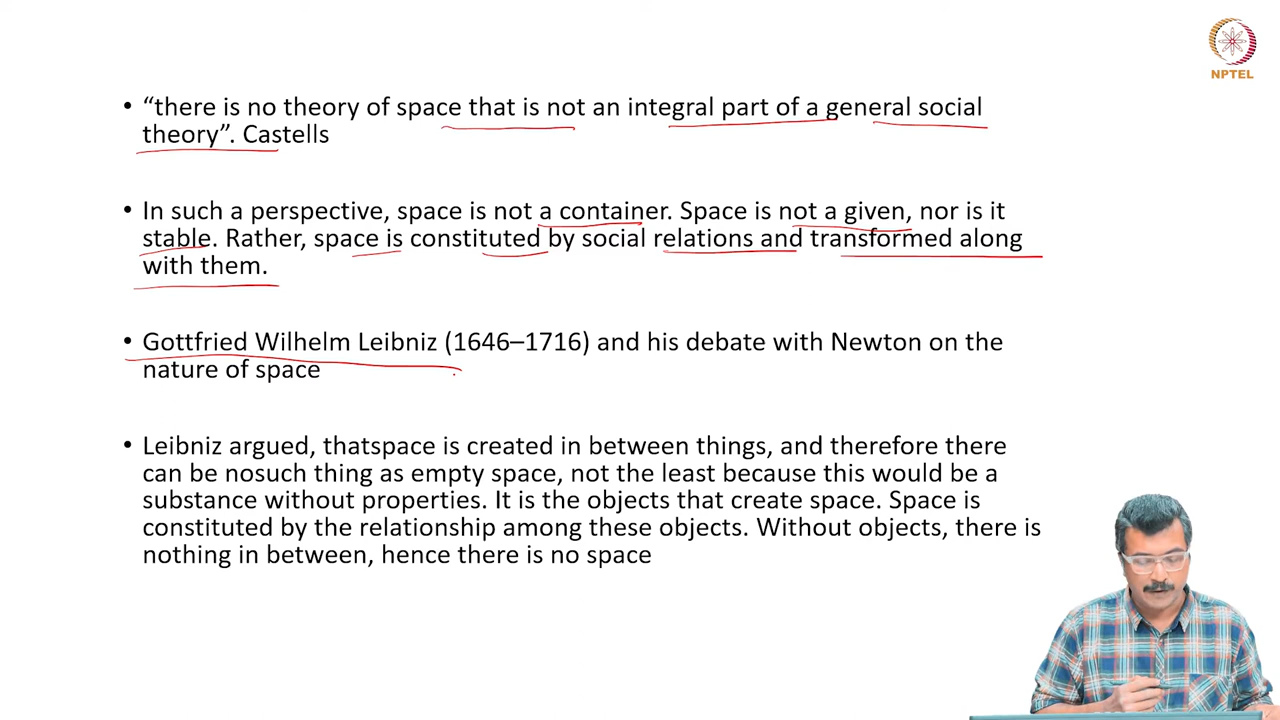 NPTEL
• “there is no theory of space that is not an integral part of a general social
theory”. Castells
• In such a perspective, space is not a container. Space is not a given, nor is it
stable. Rather, space is constituted by social relations and transformed along
with them.
• Gottfried Wilhelm Leibniz (1646–1716) and his debate with Newton on the
nature of space
• Leibniz argued, thatspace is created in between things, and therefore there
can be nosuch thing as empty space, not the least because this would be a
substance without properties. It is the objects that create space. Space is
constituted by the relationship among these objects. Without objects, there is
nothing in between, hence there is no space